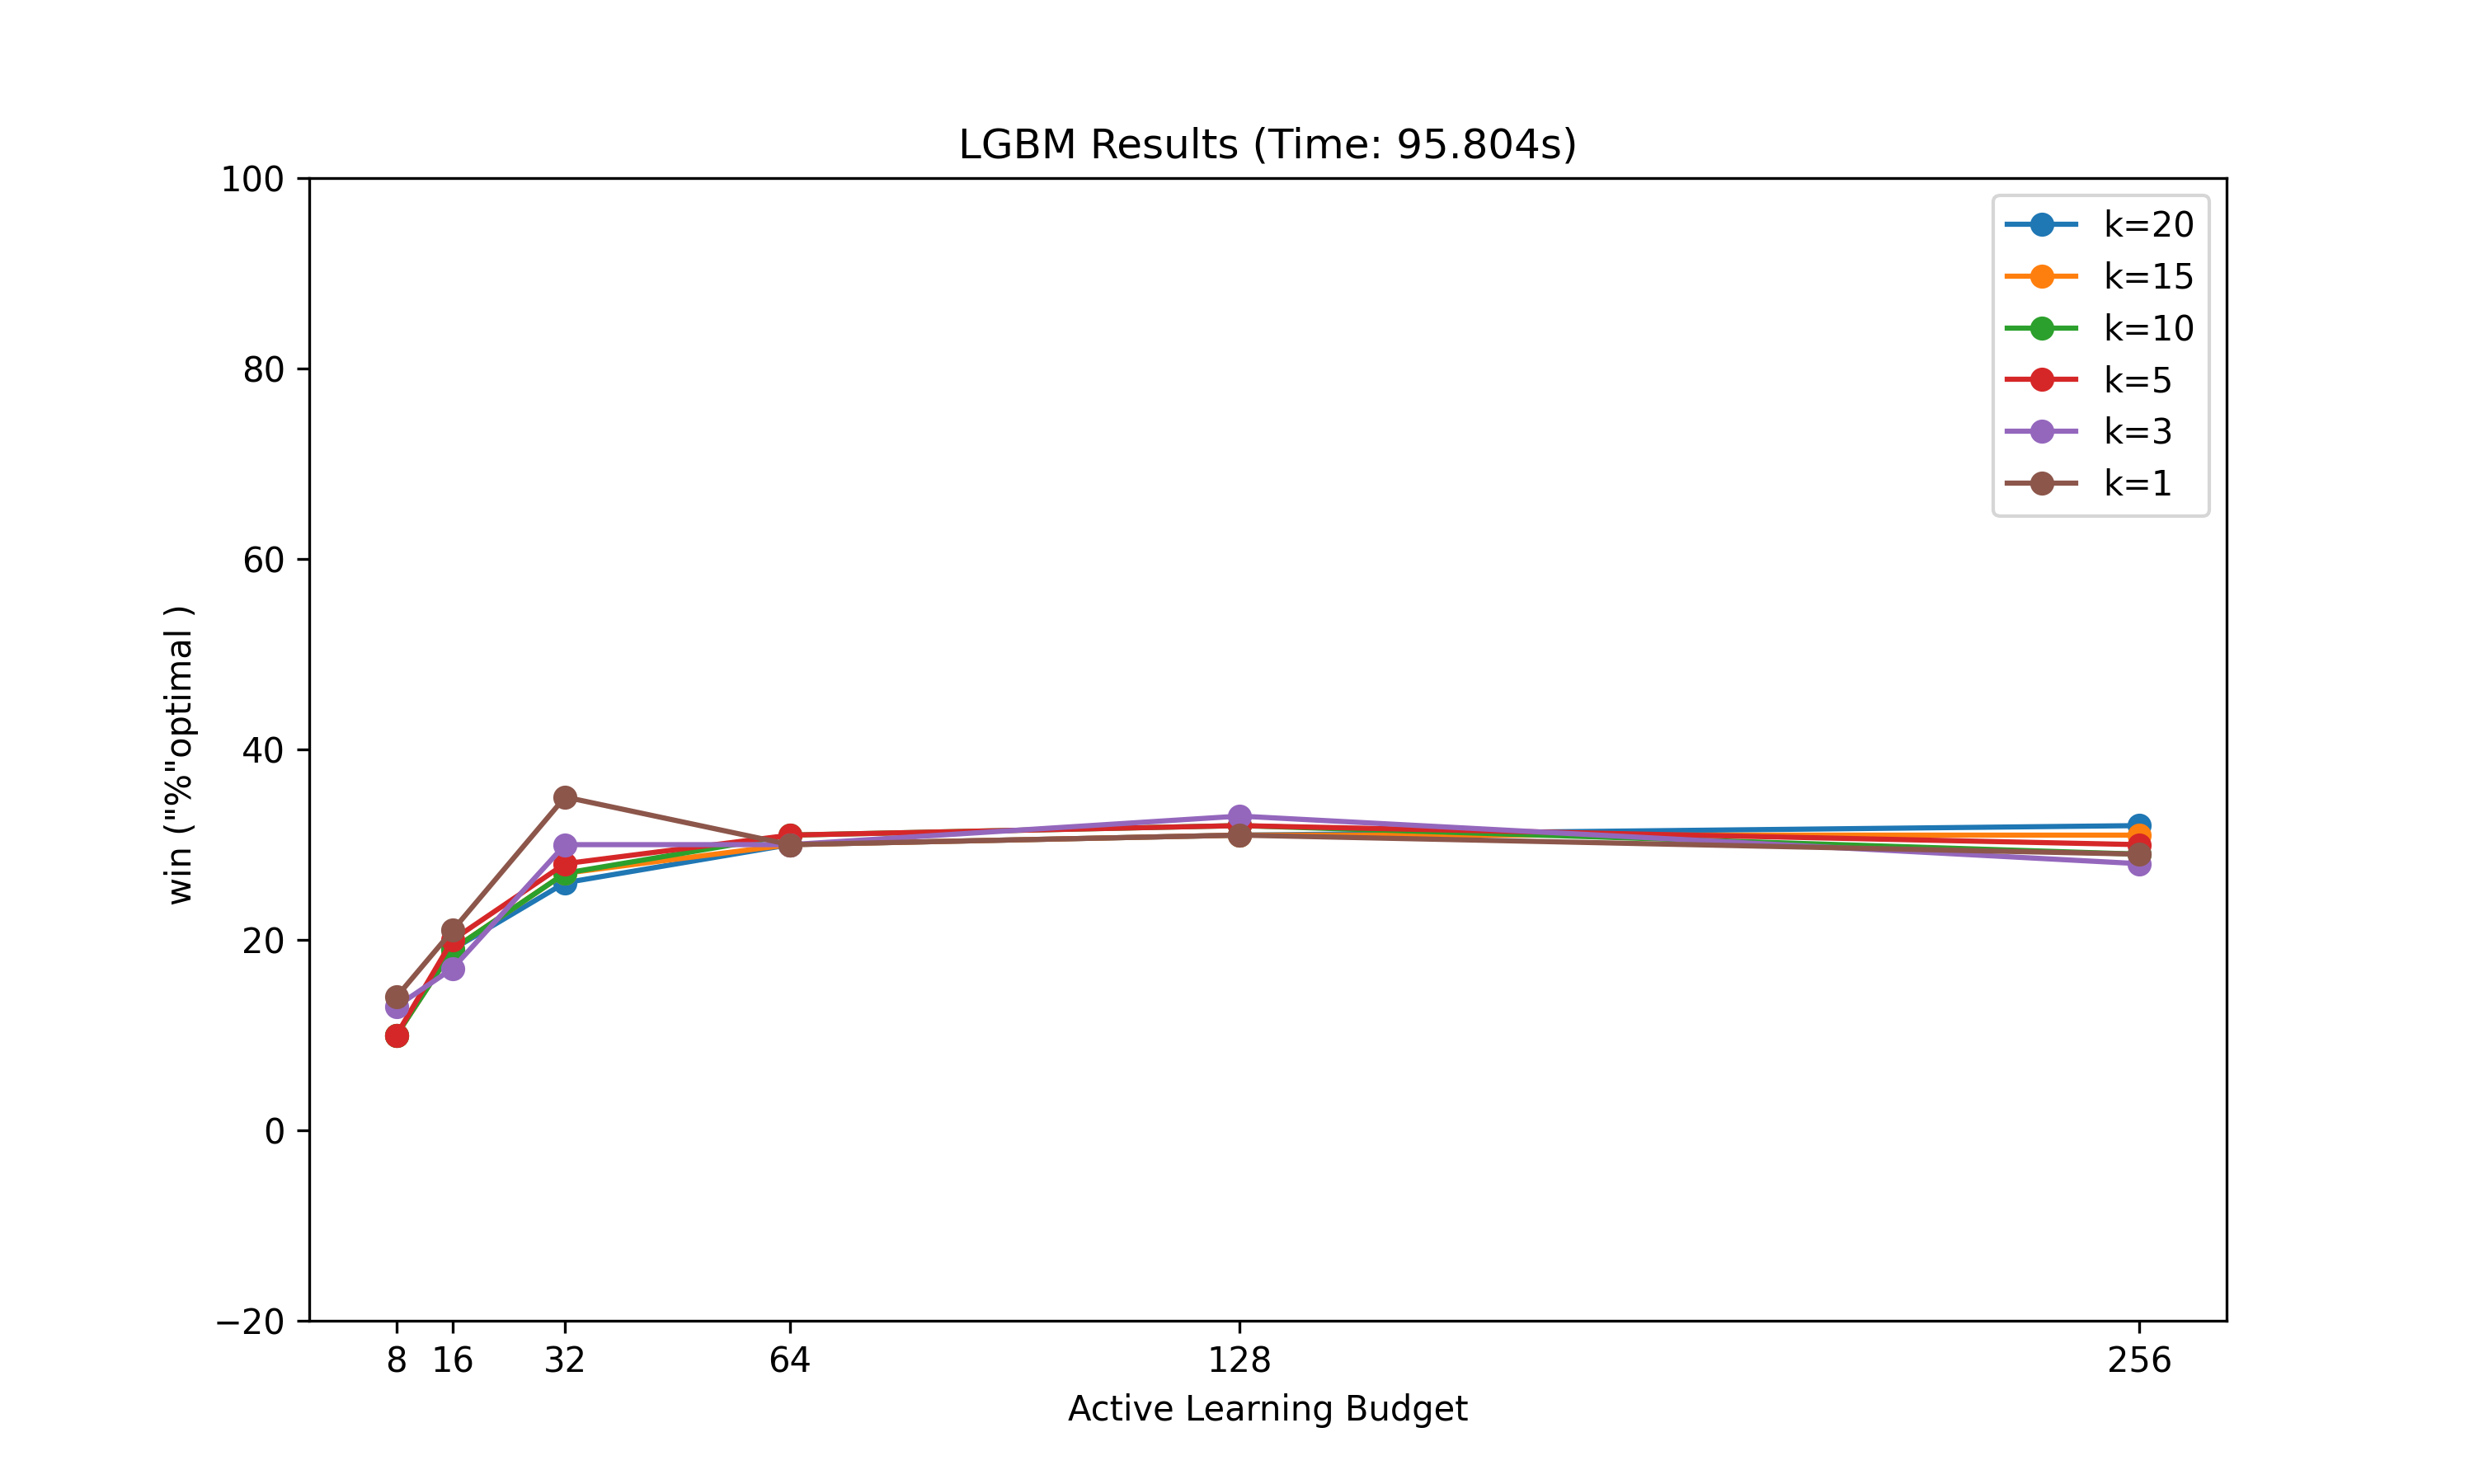 LGBM Results (Time: 95.804s)
100
80
60
40
20
0
−20
win ("%"optimal )
k=20
k=15
k=10
k=5
k=3
k=1
8 16 32 64 128 256
Active Learning Budget